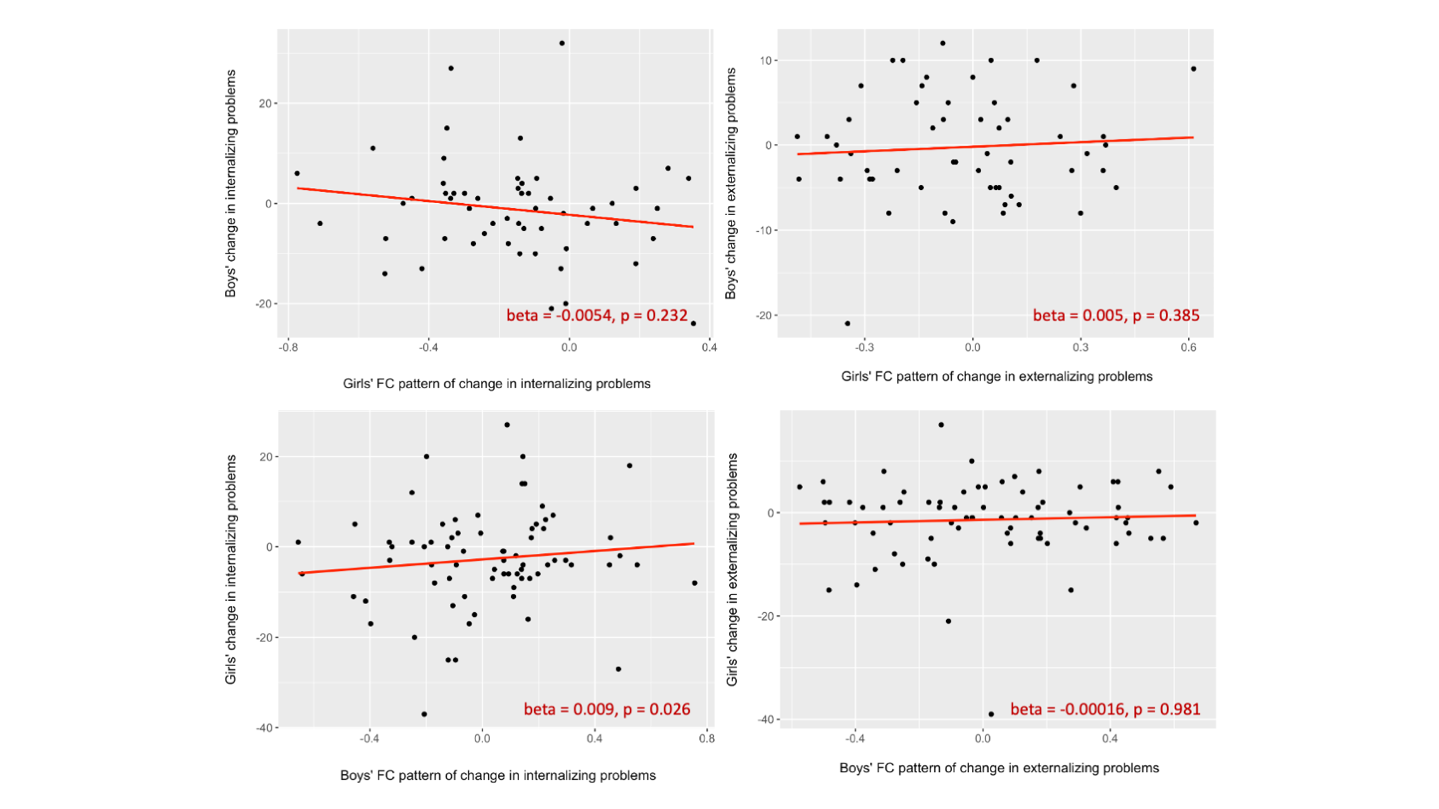 Boys' change in internalizing problems
20
0
-20
beta = -0.0054, p = 0.232
-0.8
-0.4
0.0
0.4
Girls' FC pattern of change in internalizing problems
Boys' change in externalizing problems
10
0
-10
-20
beta = 0.005, p = 0.385
-0.3
0.0
0.3
0.6
Girls' FC pattern of change in externalizing problems
Girls' change in internalizing problems
20
0
-20
-40
beta = 0.009, p = 0.026
-0.4
0.0
0.4
0.8
Boys' FC pattern of change in internalizing problems
Girls' change in externalizing problems
0
-20
-40
beta = -0.00016, p = 0.981
-0.4
0.0
0.4
Boys' FC pattern of change in externalizing problems